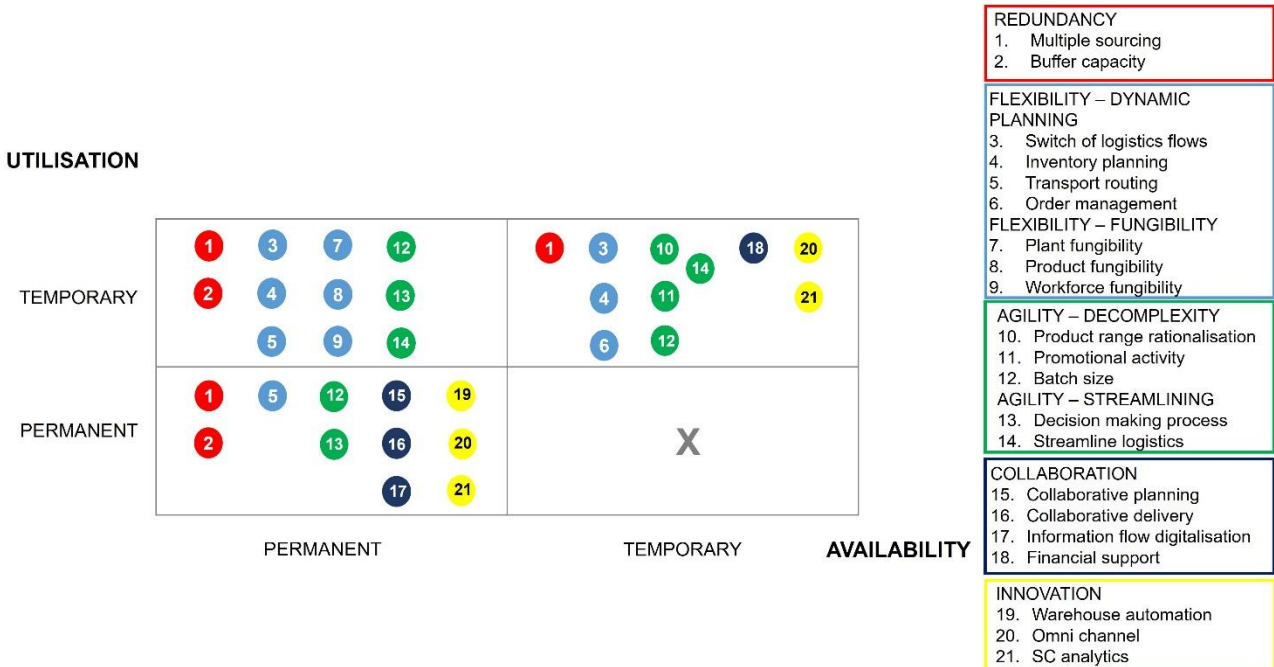 UTILISATION
TEMPORARY
PERMANENT
1 3 7 12
2 4 8 13
5 9 14
1 3 10 18 20
14
4 11 21
6 12
1 5 12 15 19
2 13 16 20
17 21
X
PERMANENT TEMPORARY AVAILABILITY
REDUNDANCY
1. Multiple sourcing
2. Buffer capacity
FLEXIBILITY – DYNAMIC
PLANNING
3. Switch of logistics flows
4. Inventory planning
5. Transport routing
6. Order management
FLEXIBILITY – FUNGIBILITY
7. Plant fungibility
8. Product fungibility
9. Workforce fungibility
AGILITY – DECOMPLEXITY
10. Product range rationalisation
11. Promotional activity
12. Batch size
AGILITY – STREAMLINING
13. Decision making process
14. Streamline logistics
COLLABORATION
15. Collaborative planning
16. Collaborative delivery
17. Information flow digitalisation
18. Financial support
INNOVATION
19. Warehouse automation
20. Omni channel
21. SC analytics